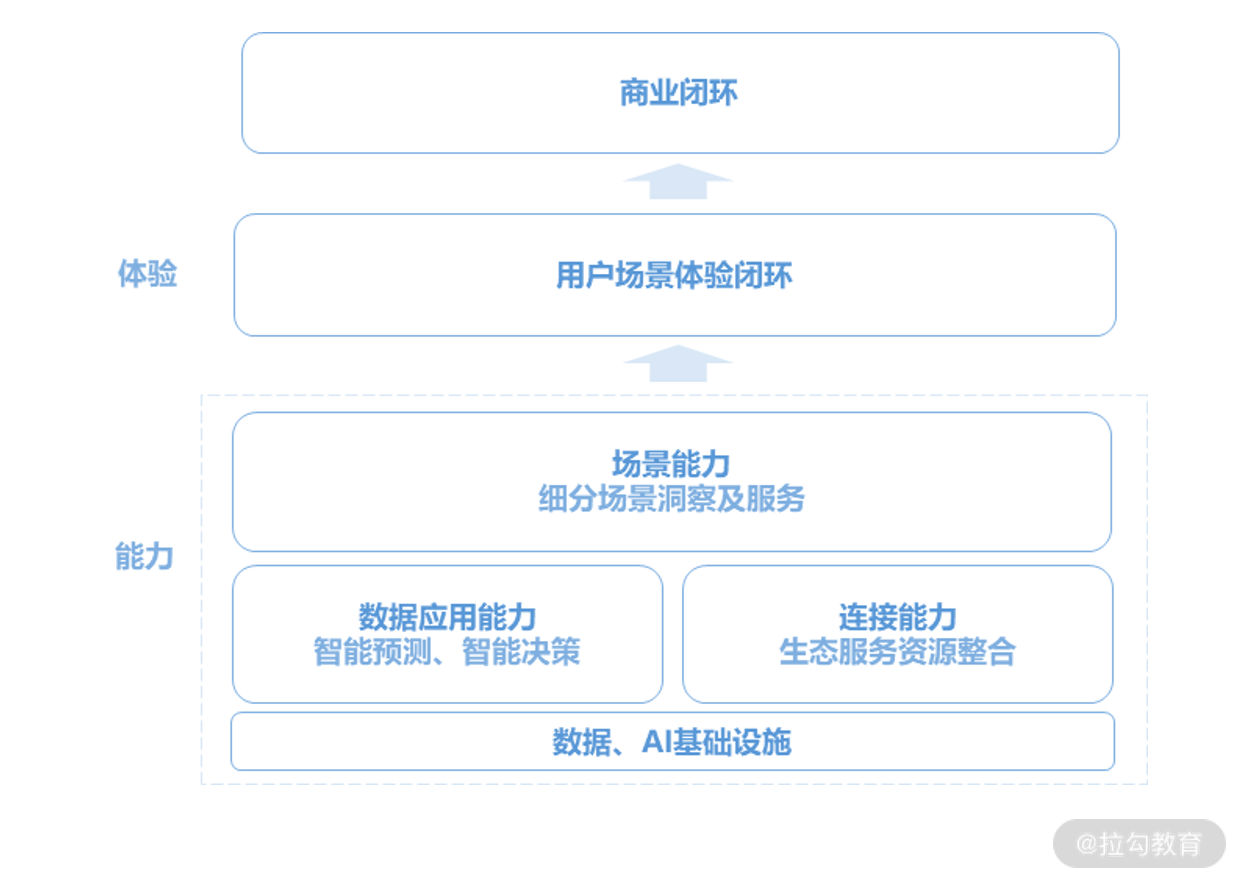 商业闭环
体验
用户场景体验闭环
场景能力
细分场景洞察及服务
能力
数据应用能力
智能预测、智能决策
连接能力
生态服务资源整合
数据、AI基础设施
@拉勾教育